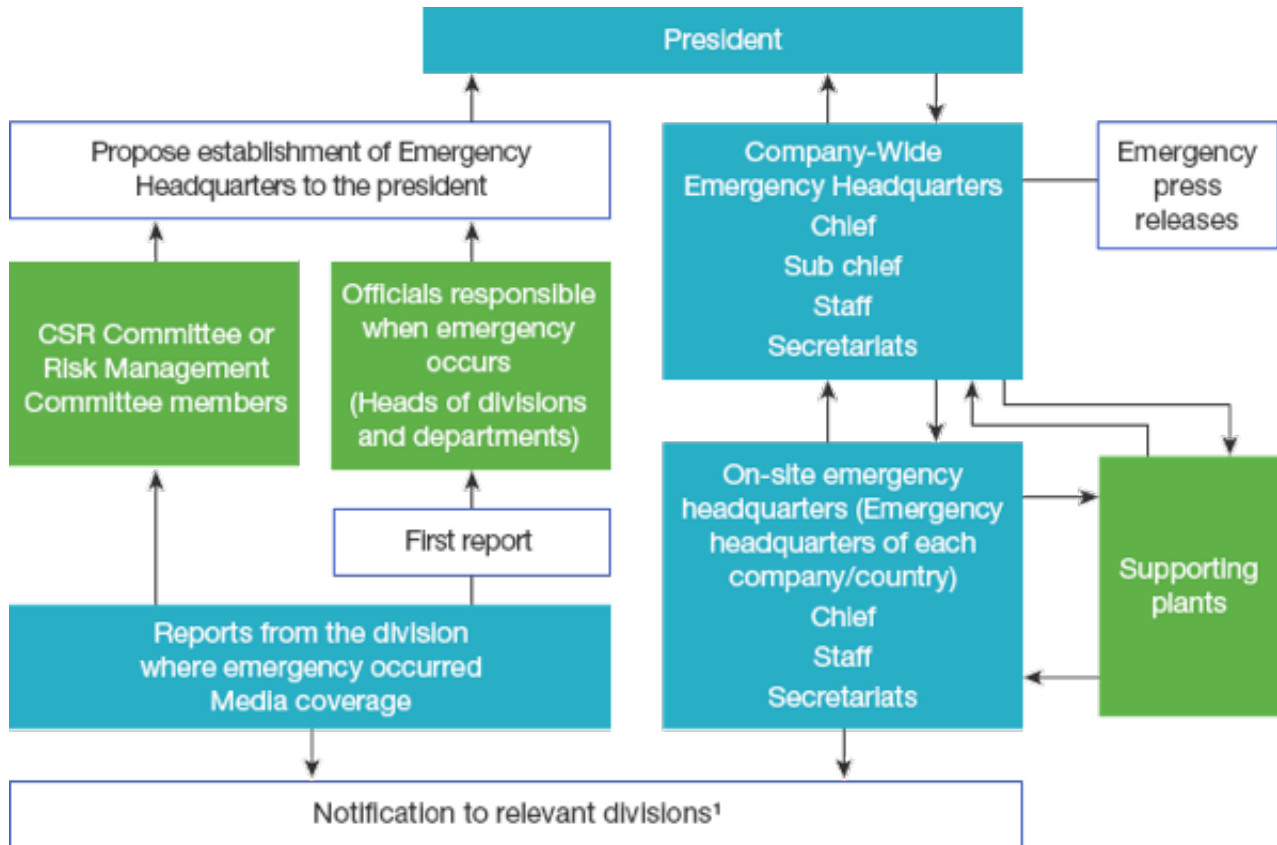 President
Propose establishment of Emergency
Headquarters to the president
Company-Wide
Emergency Headquarters
Chief
Sub chief
Staff
Secretariats
Emergency
press
releases
CSR Committee or
Risk Management
Committee members
Officials responsible
when emergency
occurs
(Heads of divisions
and departments)
First report
On-site emergency
headquarters (Emergency
headquarters of each
company/country)
Chief
Staff
Secretariats
Supporting
plants
Reports from the division
where emergency occurred
Media coverage
Notification to relevant divisions¹